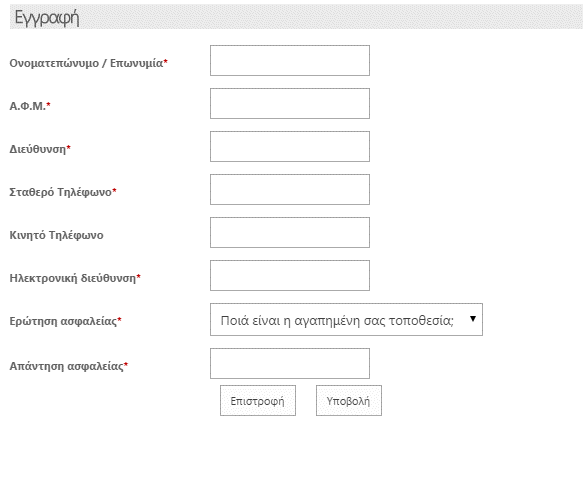 Εγγραφή
Ονοματεπώνυμο / Επωνυμία*
Α.Φ.Μ.*
Διεύθυνση*
Σταθερό Τηλέφωνο*
Κινητό Τηλέφωνο
Ηλεκτρονική διεύθυνση*
Ερώτηση ασφαλείας* Ποιά είναι η αγαπημένη σας τοποθεσία;
Απάντηση ασφαλείας*
Επιστροφή Υποβολή